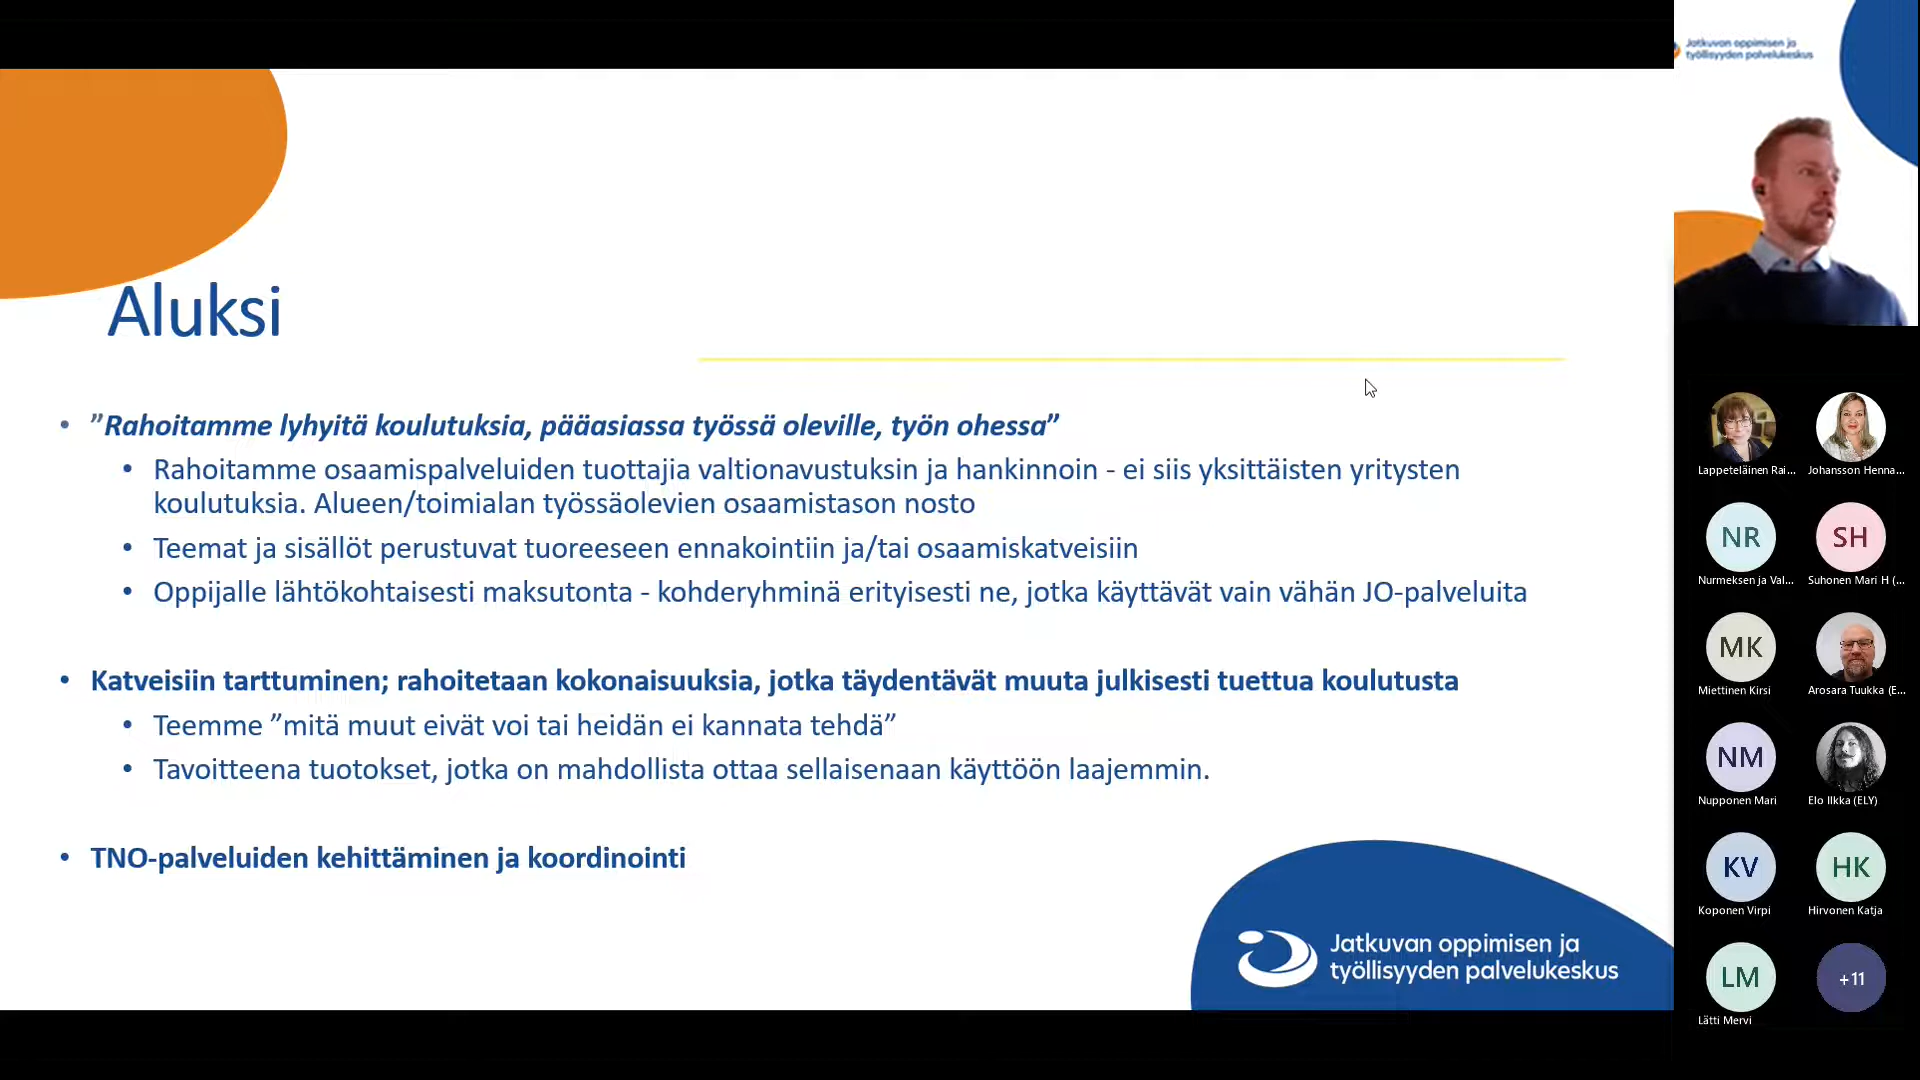 Aluksi
• ”Rahoitamme lyhyitä koulutuksia, pääasiassa työssä oleville, työn ohessa”
• Rahoitamme osaamispalveluiden tuottajia valtionavustuksin ja hankinnoin - ei siis yksittäisten yritysten
koulutuksia. Alueen/toimialan työssäolevien osaamistason nosto
• Teemat ja sisällöt perustuvat tuoreeseen ennakointiin ja/tai osaamiskatveisiin
• Oppijalle lähtökohtaisesti maksutonta - kohderyhminä erityisesti ne, jotka käyttävät vain vähän JO-palveluita
• Katveisiin tarttuminen; rahoitetaan kokonaisuuksia, jotka täydentävät muuta julkisesti tuettua koulutusta
• Teemme ”mitä muut eivät voi tai heidän ei kannata tehdä”
• Tavoitteena tuotokset, jotka on mahdollista ottaa sellaisenaan käyttöön laajemmin.
• TNO-palveluiden kehittäminen ja koordinointi
Jatkuvan oppimisen ja
työllisyyden palvelukeskus
Jatkuvan oppimisen ja
työllisyyden palvelukeskus
Lappeteläinen Rai...
Johansson Henna...
NR
SH
Nurmeksen ja Val...
Suhonen Mari H (...
MK
Miettinen Kirsi
Arosara Tuukka (E...
NM
Nupponen Mari
Elo Ilkka (ELY)
KV
HK
Koponen Virpi
Hirvonen Katja
LM
+11
Lätti Mervi